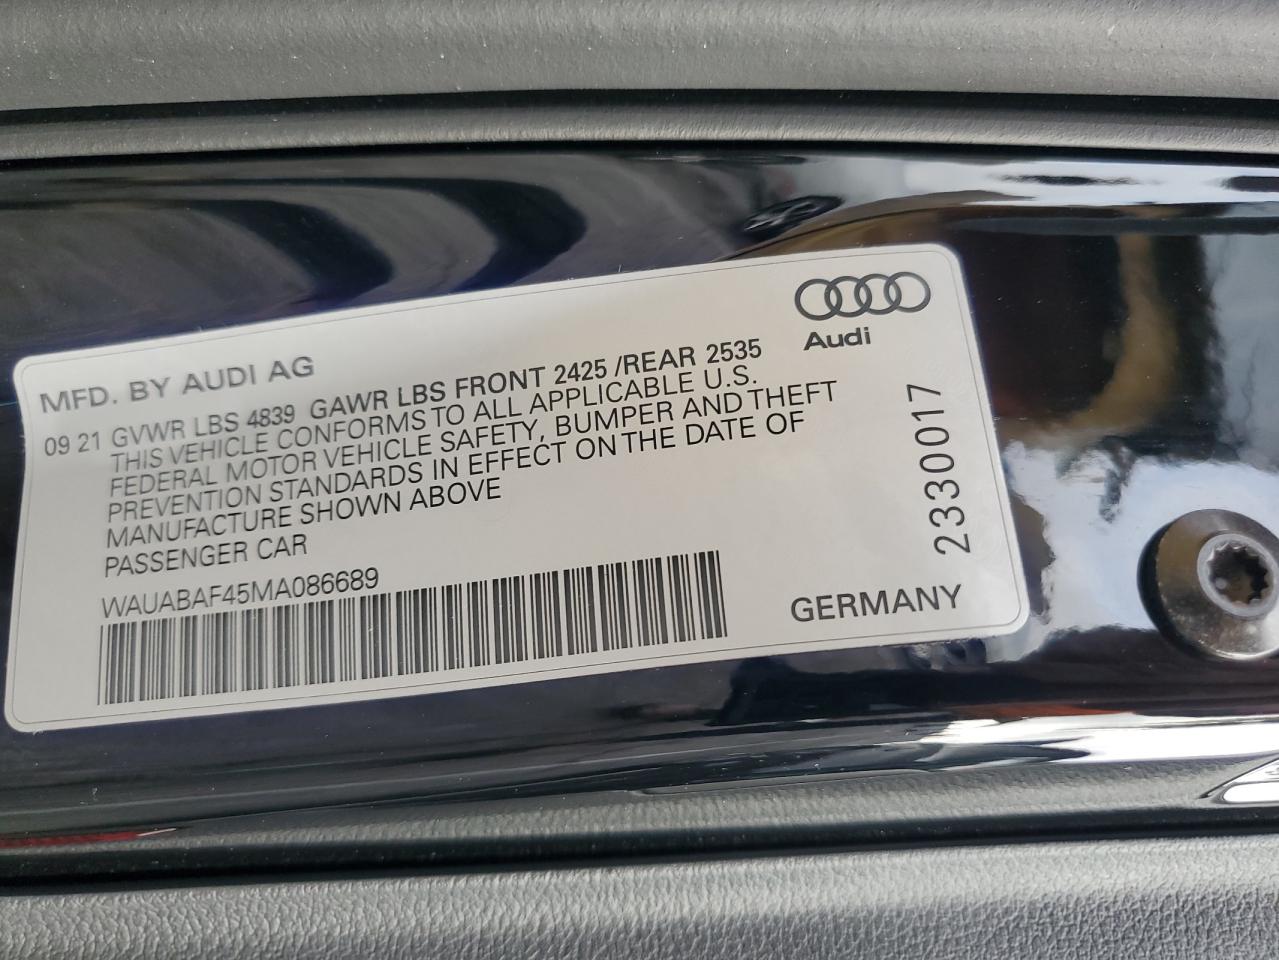 Audi
MFD. BY AUDI AG
09 21 GVWR LBS 4839 GAWR LBS FRONT 2425 /REAR 2535
THIS VEHICLE CONFORMS TO ALL APPLICABLE U.S.
FEDERAL MOTOR VEHICLE SAFETY, BUMPER AND THEFT
PREVENTION STANDARDS IN EFFECT ON THE DATE OF
MANUFACTURE SHOWN ABOVE
PASSENGER CAR
WAUABAF45MA086689
GERMANY
2330017